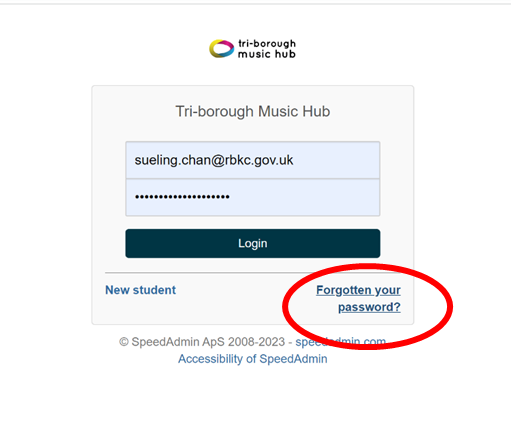 tri-borough
music hub
Tri-borough Music Hub
sueling.chan@rbkc.gov.uk
••••••••••••••••••••
Login
New student
Forgotten your
password?
© SpeedAdmin ApS 2008-2023 - speedadmin.com
Accessibility of SpeedAdmin